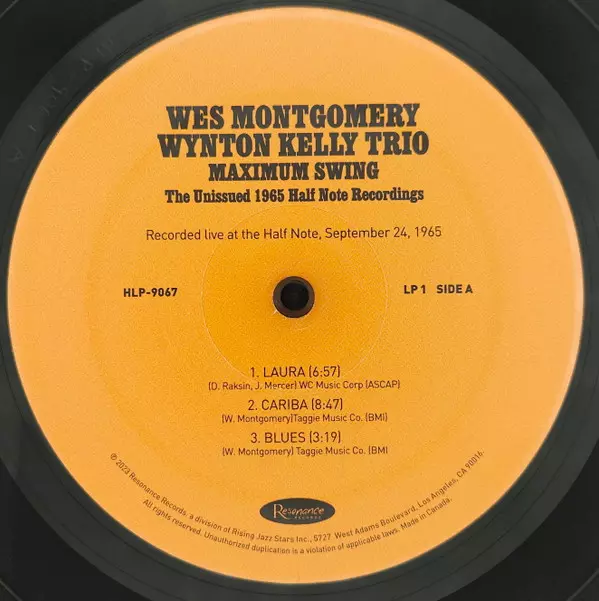 WES MONTGOMERY
WYNTON KELLY TRIO
MAXIMUM SWING
The Unissued 1965 Half Note Recordings
Recorded live at the Half Note, September 24, 1965
HLP-9067
LP 1 SIDE A
1. LAURA (6:57)
(D. Raksin, J. Mercer) WC Music Corp (ASCAP)
2. CARIBA (8:47)
(W. Montgomery)Taggie Music Co. (BMI)
3. BLUES (3:19)
(W. Montgomery) Taggie Music Co. (BMI)
Resonance
RECORDS
℗ 2023 Resonance Records, a division of Rising Jazz Stars Inc., 5727 West Adams Boulevard, Los Angeles, CA 90016.
All rights reserved. Unauthorized duplication is a violation of applicable laws. Made in Canada.